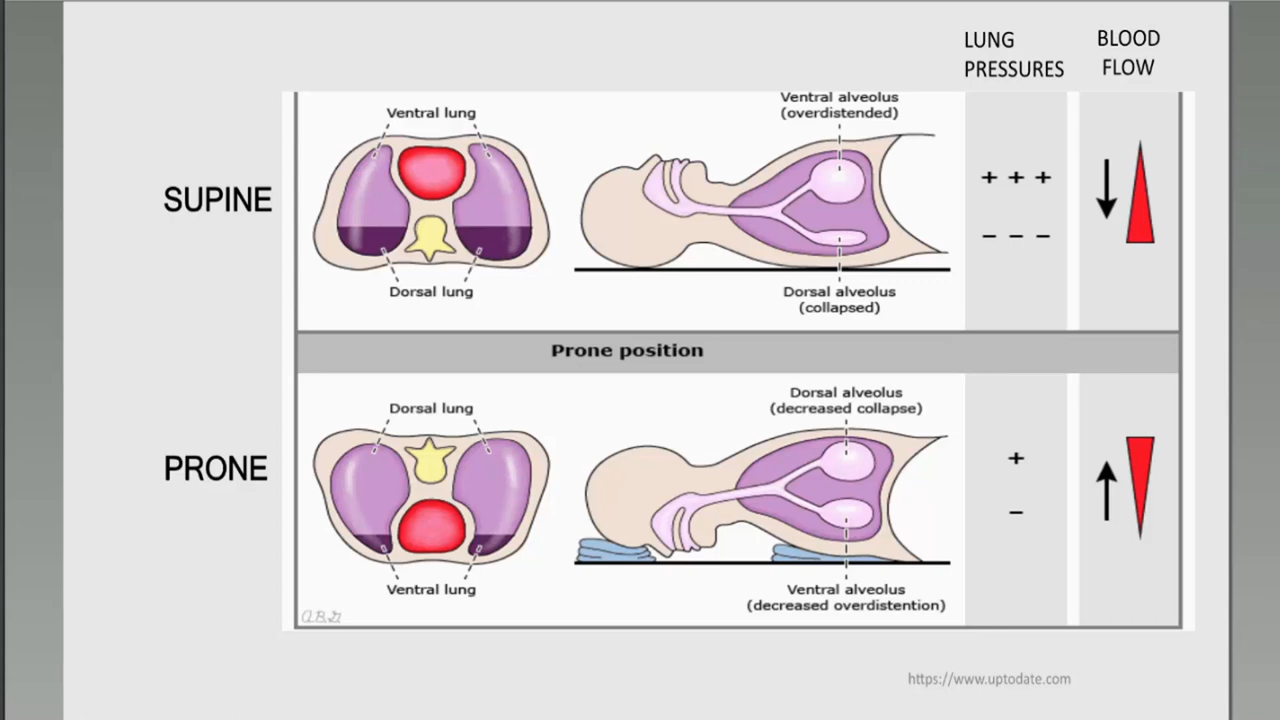 LUNG
PRESSURES
BLOOD
FLOW
SUPINE
Ventral lung
Dorsal lung
Ventral alveolus
(overdistended)
Dorsal alveolus
(collapsed)
+ + +
– – –
Prone position
PRONE
Dorsal lung
Ventral lung
Dorsal alveolus
(decreased collapse)
Ventral alveolus
(decreased overdistention)
+
–
https://www.uptodate.com